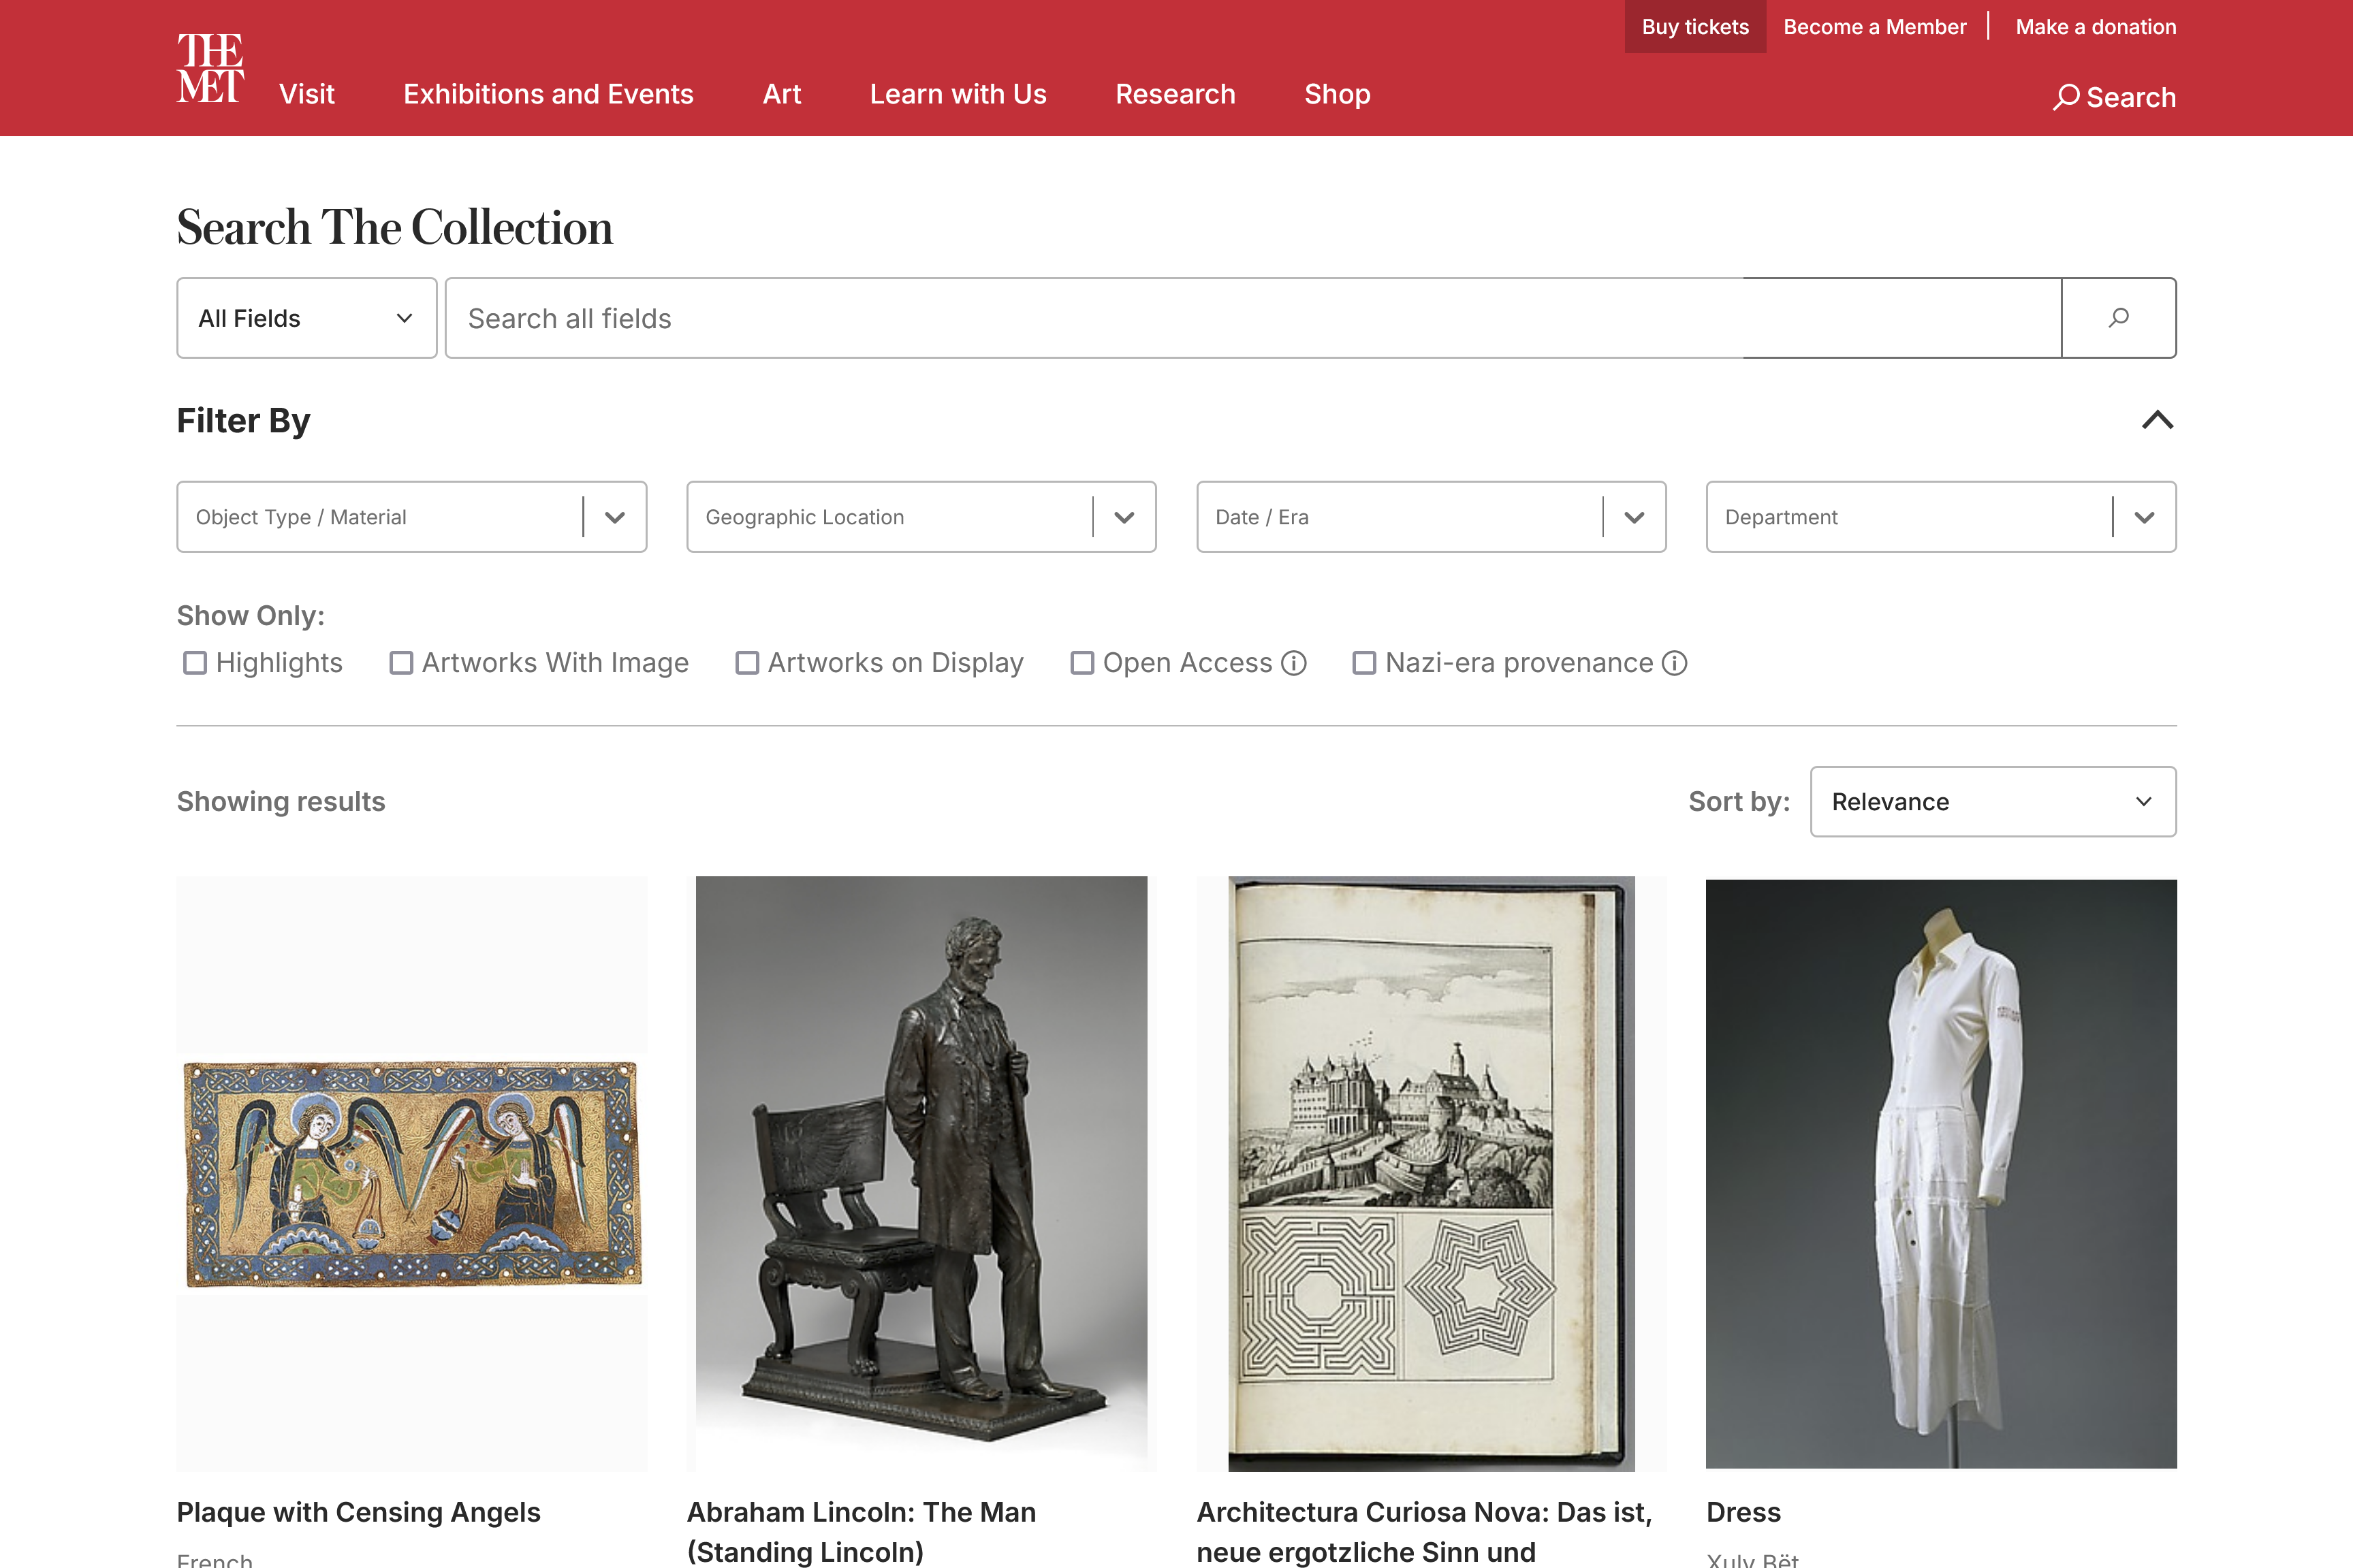 Buy tickets
Become a Member
Make a donation
THE
MET
Visit
Exhibitions and Events
Art
Learn with Us
Research
Shop
Search
Search The Collection
All Fields
Search all fields
Filter By
Object Type / Material
Geographic Location
Date / Era
Department
Show Only:
Highlights
Artworks With Image
Artworks on Display
Open Access
Nazi-era provenance
Showing results
Sort by:
Relevance
Plaque with Censing Angels
French
Abraham Lincoln: The Man
(Standing Lincoln)
Architectura Curiosa Nova: Das ist,
neue ergotzliche Sinn und
Dress
Xuly Bët